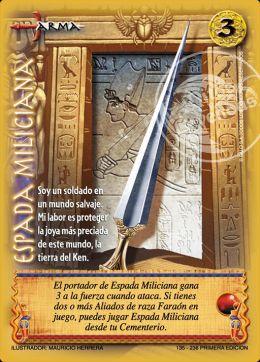 ARMA
3
ESPADA MILICIANA
Soy un soldado en
un mundo salvaje.
Mi labor es proteger
la joya más preciada
de este mundo, la
tierra del Ken.
El portador de Espada Miliciana gana
3 a la fuerza cuando ataca. Si tienes
dos o más Aliados de raza Faraón en
juego, puedes jugar Espada Miliciana
desde tu Cementerio.
ILUSTRADOR: MAURICIO HERRERA
135 - 236 PRIMERA EDICION